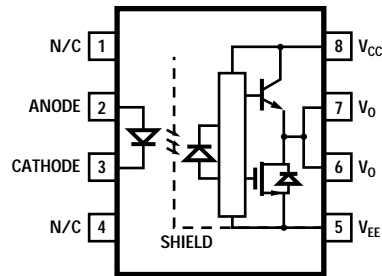 N/C 1
8 VCC
ANODE 2
7 VO
CATHODE 3
6 VO
N/C 4
SHIELD
5 VEE